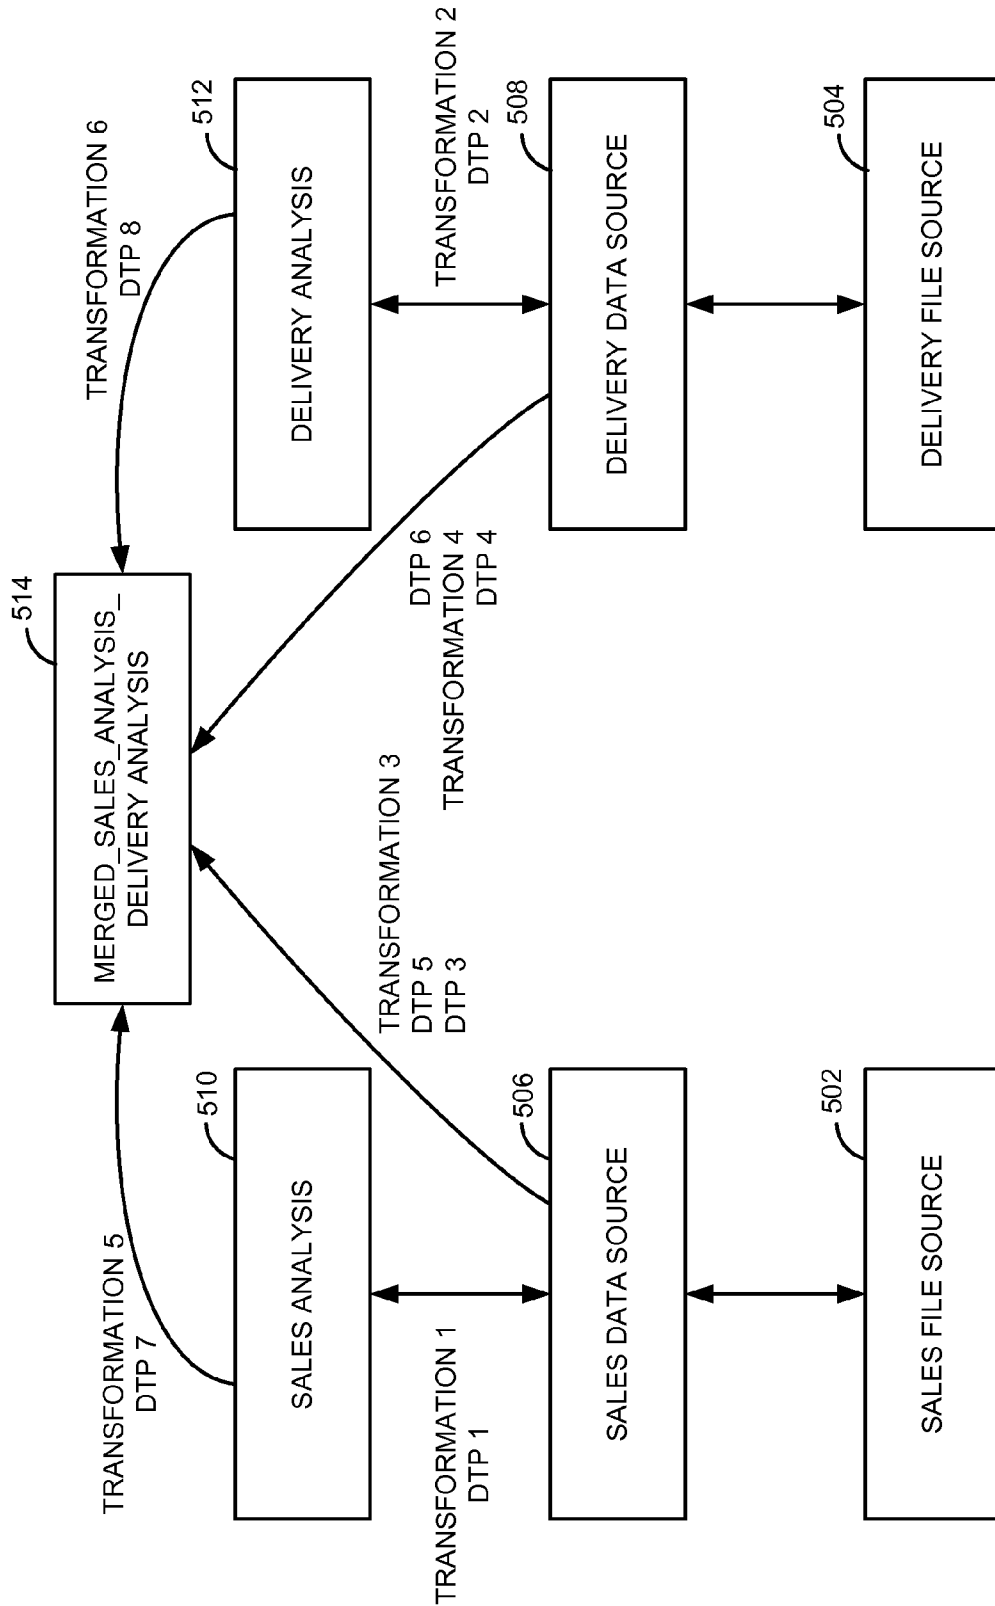 514
MERGED_SALES_ANALYSIS_
DELIVERY ANALYSIS
TRANSFORMATION 5
DTP 7
TRANSFORMATION 6
DTP 8
510
SALES ANALYSIS
512
DELIVERY ANALYSIS
TRANSFORMATION 1
DTP 1
TRANSFORMATION 3
DTP 5
DTP 3
DTP 6
TRANSFORMATION 4
DTP 4
TRANSFORMATION 2
DTP 2
506
SALES DATA SOURCE
508
DELIVERY DATA SOURCE
502
SALES FILE SOURCE
504
DELIVERY FILE SOURCE